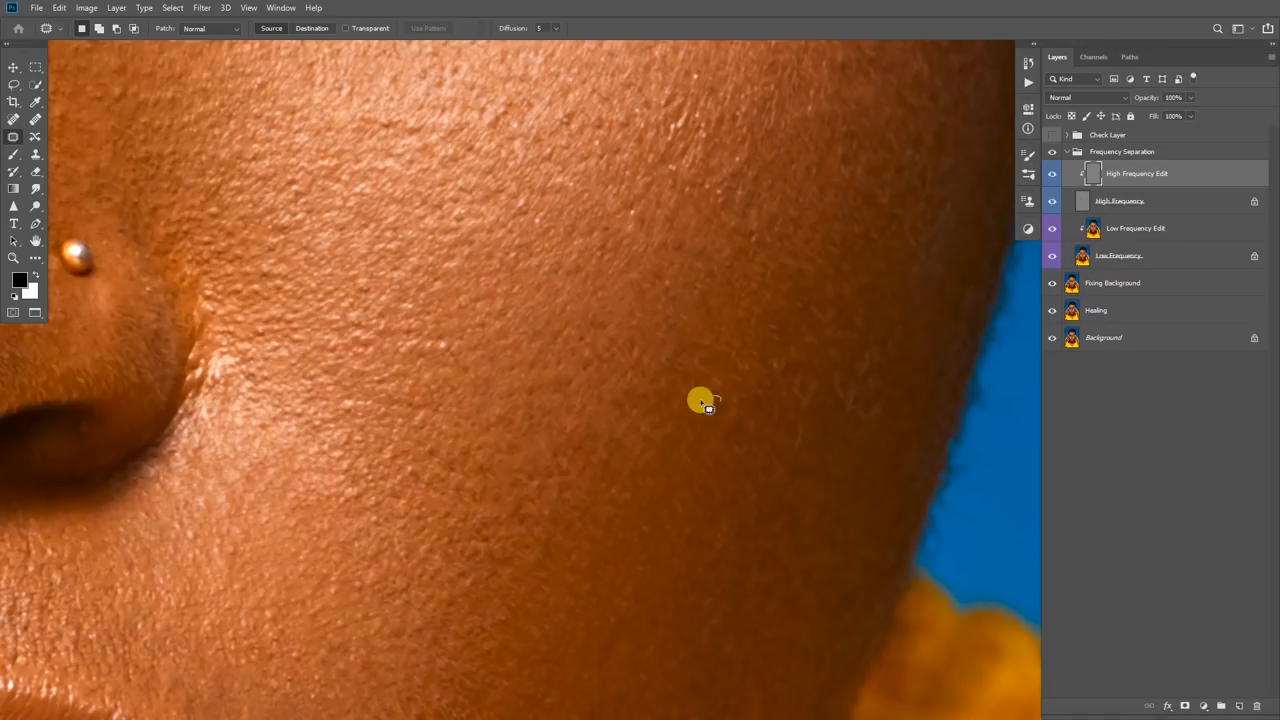 Ps File Edit Image Layer Type Select Filter 3D View Window Help
Patch: Normal Source Destination Transparent Use Pattern Diffusion: 5
Layers Channels Paths
Kind
Normal Opacity: 100%
Lock: Fill: 100%
Check Layer
Frequency Separation
High Frequency Edit
High Frequency
Low Frequency Edit
Low Frequency
Fixing Background
Healing
Background
fx